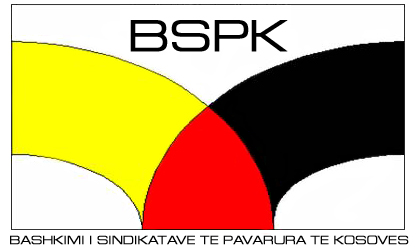 BSPK
BASHKIMI I SINDIKATAVE TE PAVARURA TE KOSOVES